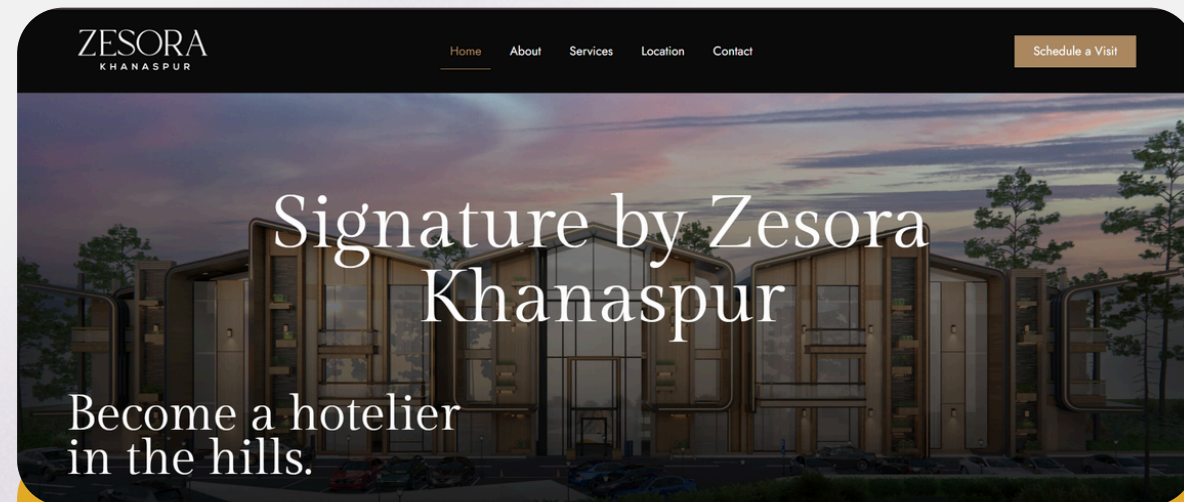 ZESORA
KHANASPUR
Home About Services Location Contact
Schedule a Visit
Signature by Zesora
Khanaspur
Become a hotelier
in the hills.